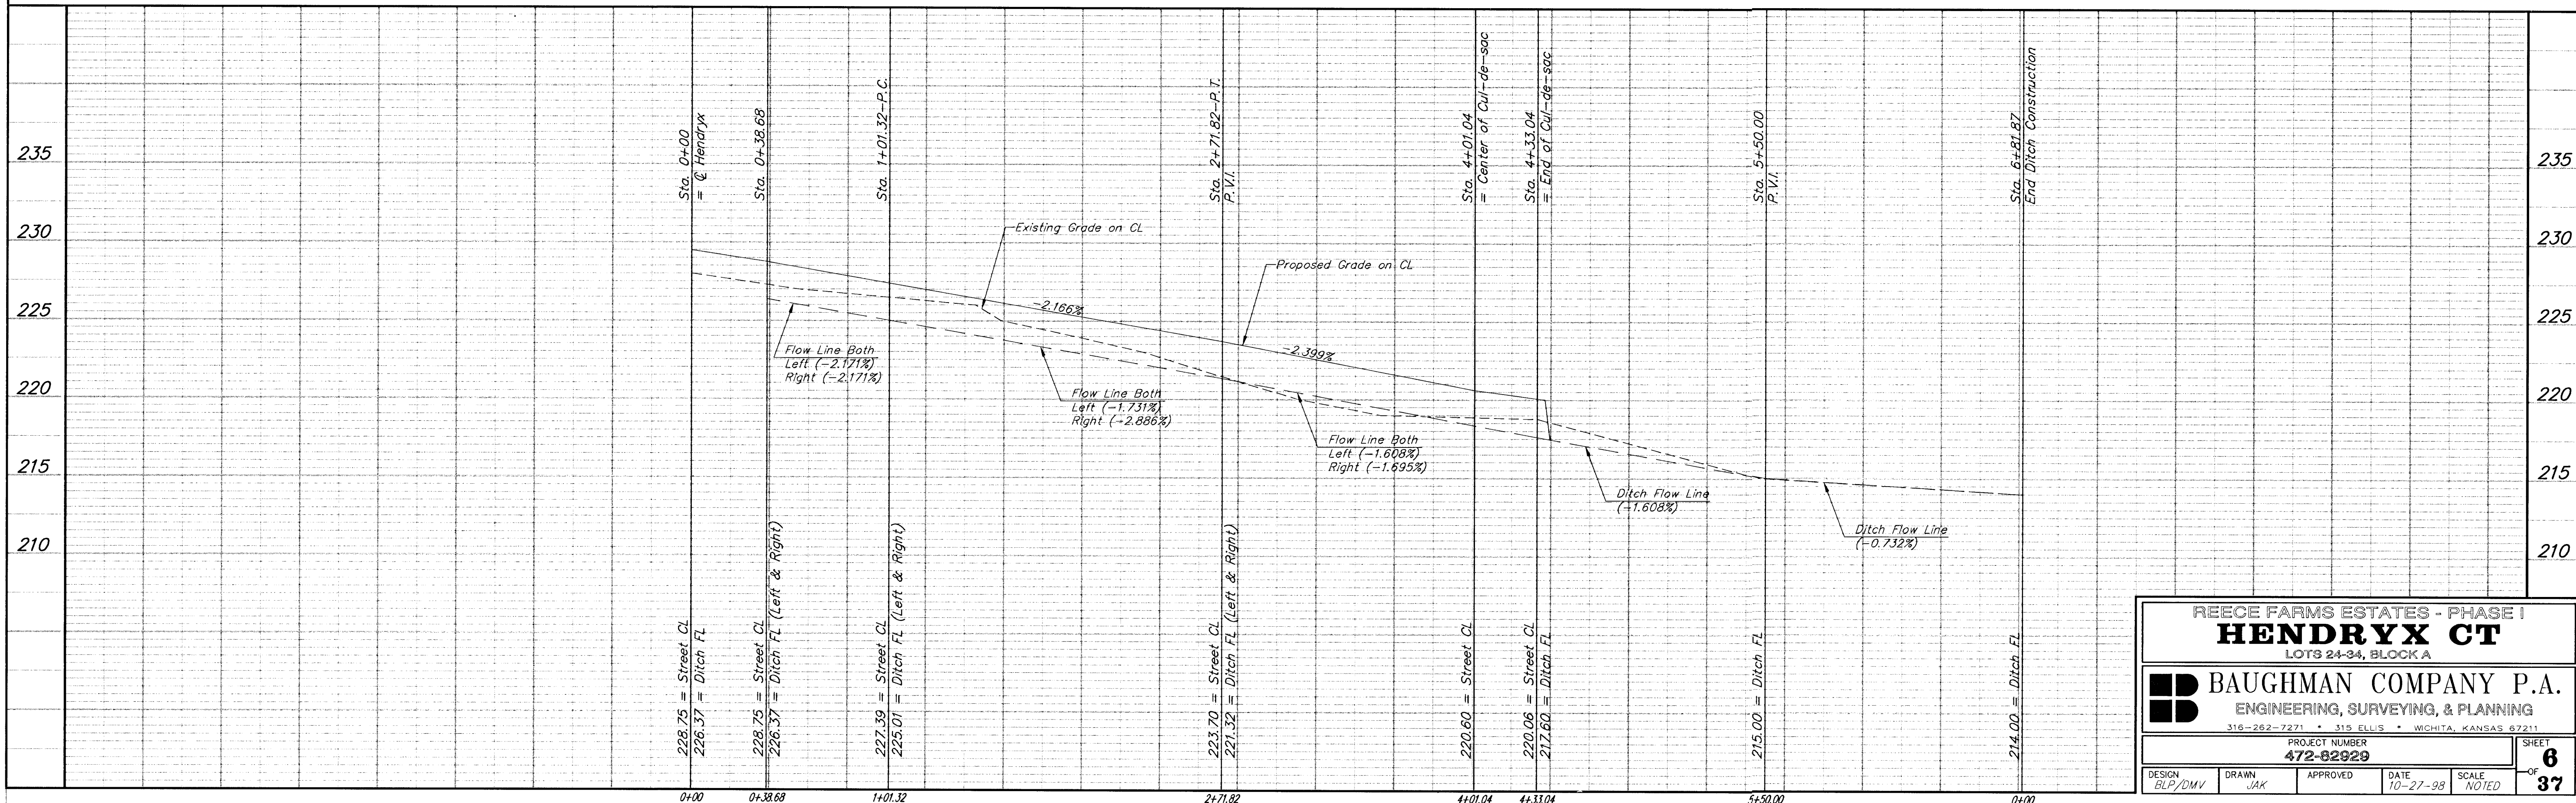 Sta. 0+00
= ℄ Hendryx
Sta. 0+38.68
Sta. 1+01.32-P.C.
Sta. 2+71.82-P.T.
P.V.I.
Sta. 4+01.04
= Center of Cul-de-sac
Sta. 4+33.04
= End of Cul-de-sac
Sta. 5+50.00
P.V.I.
Sta. 6+81.87
End Ditch Construction
235
235
230
230
225
225
220
220
215
215
210
210
Existing Grade on CL
Proposed Grade on CL
-2.166%
-2.399%
Flow Line Both
Left (-2.171%)
Right (-2.171%)
Flow Line Both
Left (-1.731%)
Right (-2.886%)
Flow Line Both
Left (-1.608%)
Right (-1.695%)
Ditch Flow Line
(-1.608%)
Ditch Flow Line
(-0.732%)
228.75 = Street CL
226.37 = Ditch FL
228.75 = Street CL
226.37 = Ditch FL (Left & Right)
227.39 = Street CL
225.01 = Ditch FL (Left & Right)
223.70 = Street CL
221.32 = Ditch FL (Left & Right)
220.60 = Street CL
220.06 = Street CL
217.60 = Ditch FL
215.00 = Ditch FL
214.00 = Ditch FL
0+00
0+38.68
1+01.32
2+71.82
4+01.04
4+33.04
5+50.00
0+00
REECE FARMS ESTATES - PHASE I
HENDRYX CT
LOTS 24-34, BLOCK A
BAUGHMAN COMPANY P.A.
ENGINEERING, SURVEYING, & PLANNING
316-262-7271 • 315 ELLIS • WICHITA, KANSAS 67211
PROJECT NUMBER
472-82929
SHEET
6
OF
37
DESIGN
BLP/DMV
DRAWN
JAK
APPROVED
DATE
10-27-98
SCALE
NOTED